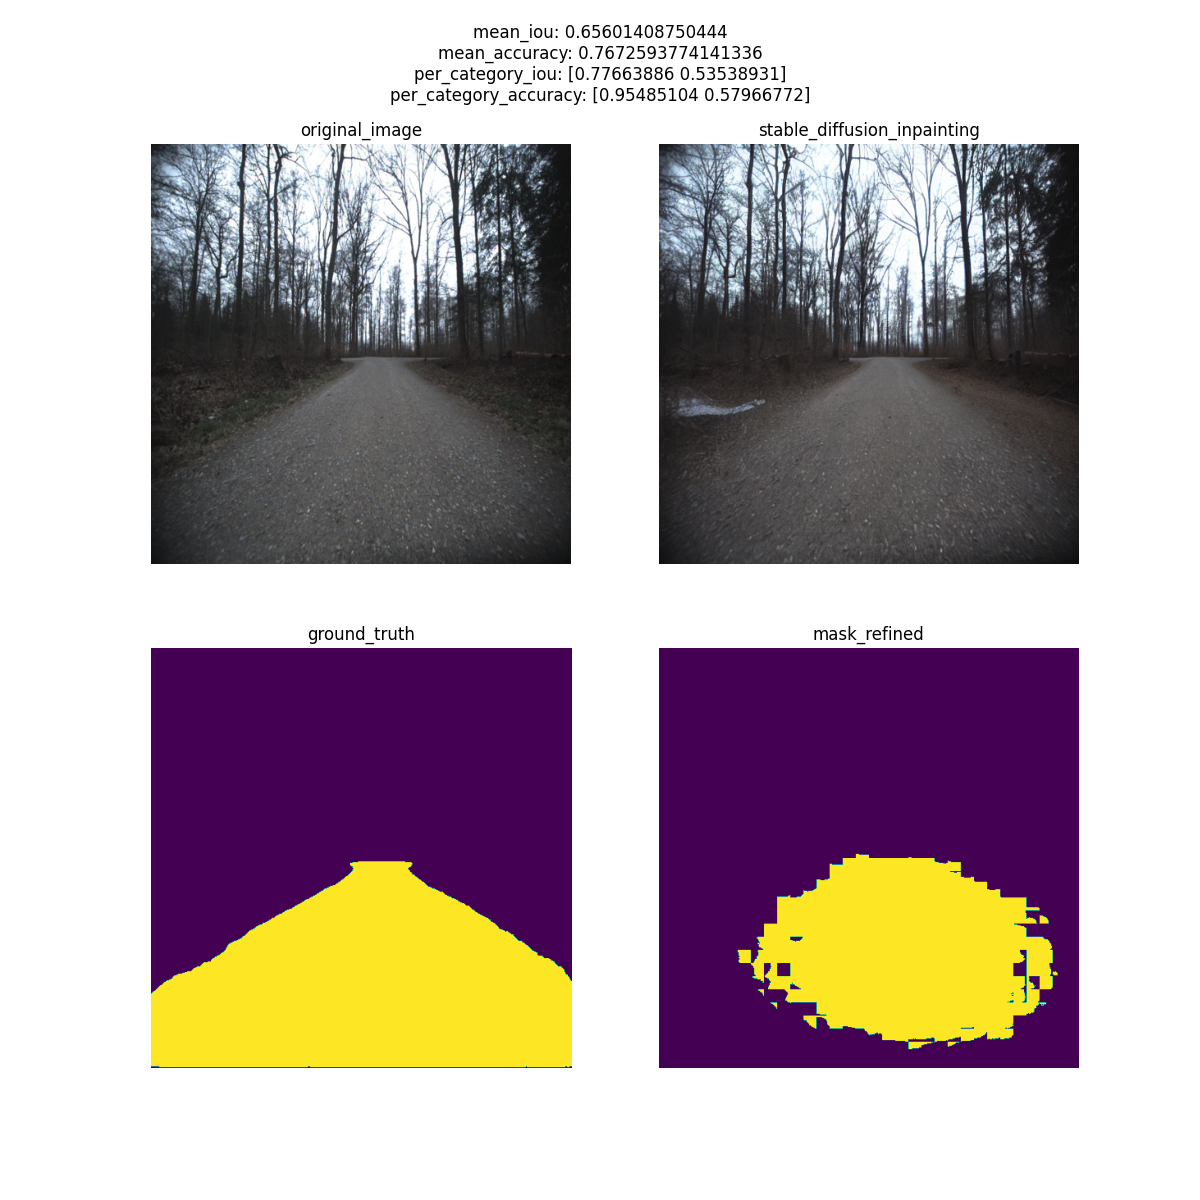 mean_iou: 0.65601408750444
mean_accuracy: 0.7672593774141336
per_category_iou: [0.77663886 0.53538931]
per_category_accuracy: [0.95485104 0.57966772]
original_image
stable_diffusion_inpainting
ground_truth
mask_refined